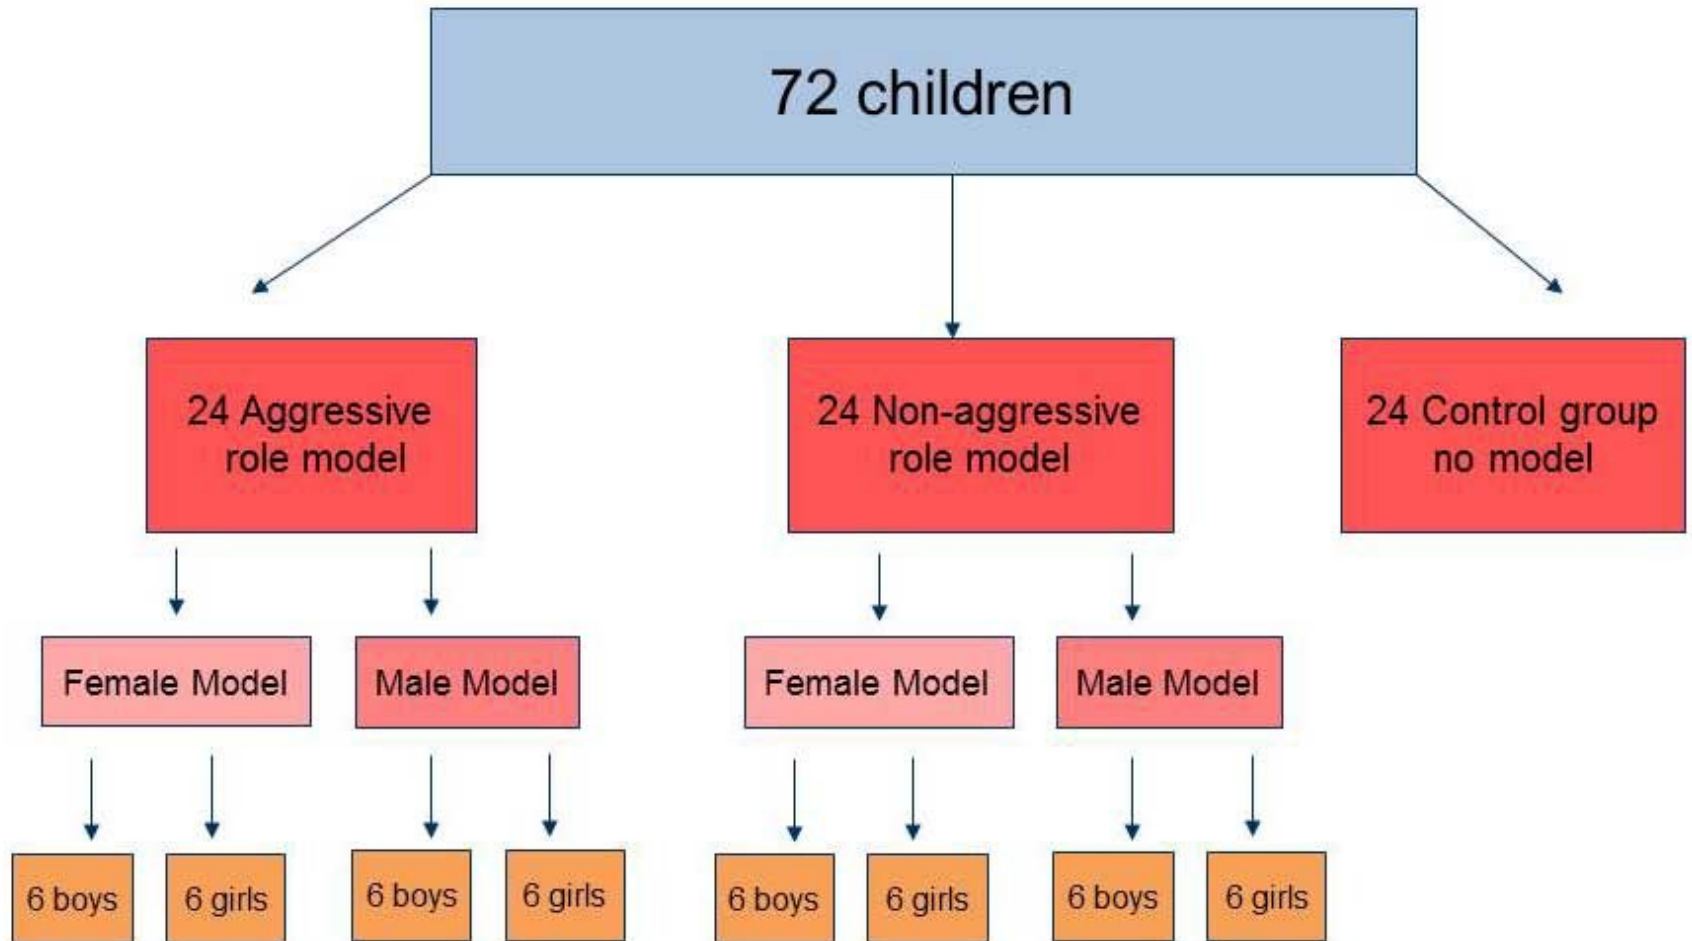 72 children
24 Aggressive
role model
24 Non-aggressive
role model
24 Control group
no model
Female Model
Male Model
Female Model
Male Model
6 boys
6 girls
6 boys
6 girls
6 boys
6 girls
6 boys
6 girls